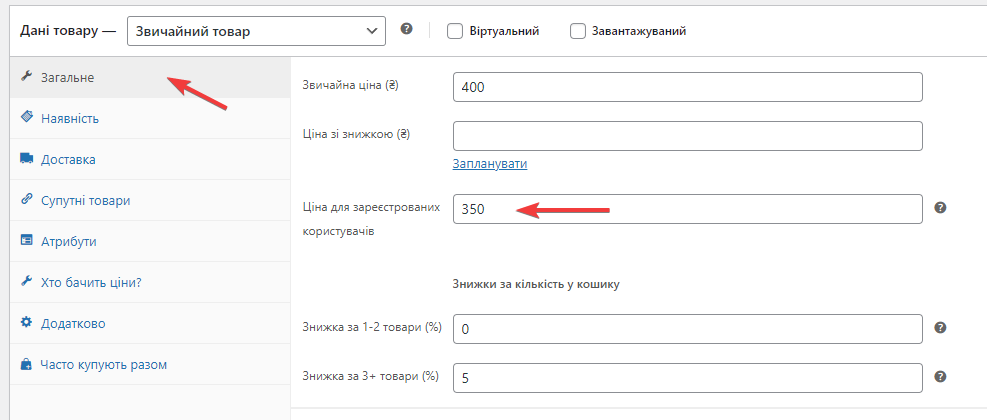 Дані товару — Звичайний товар ? Віртуальний Завантажуваний
Загальне
Наявність
Доставка
Супутні товари
Атрибути
Хто бачить ціни?
Додатково
Часто купують разом
Звичайна ціна (₴) 400
Ціна зі знижкою (₴)
Запланувати
Ціна для зареєстрованих
користувачів
350 ?
Знижки за кількість у кошику
Знижка за 1-2 товари (%) 0 ?
Знижка за 3+ товари (%) 5 ?